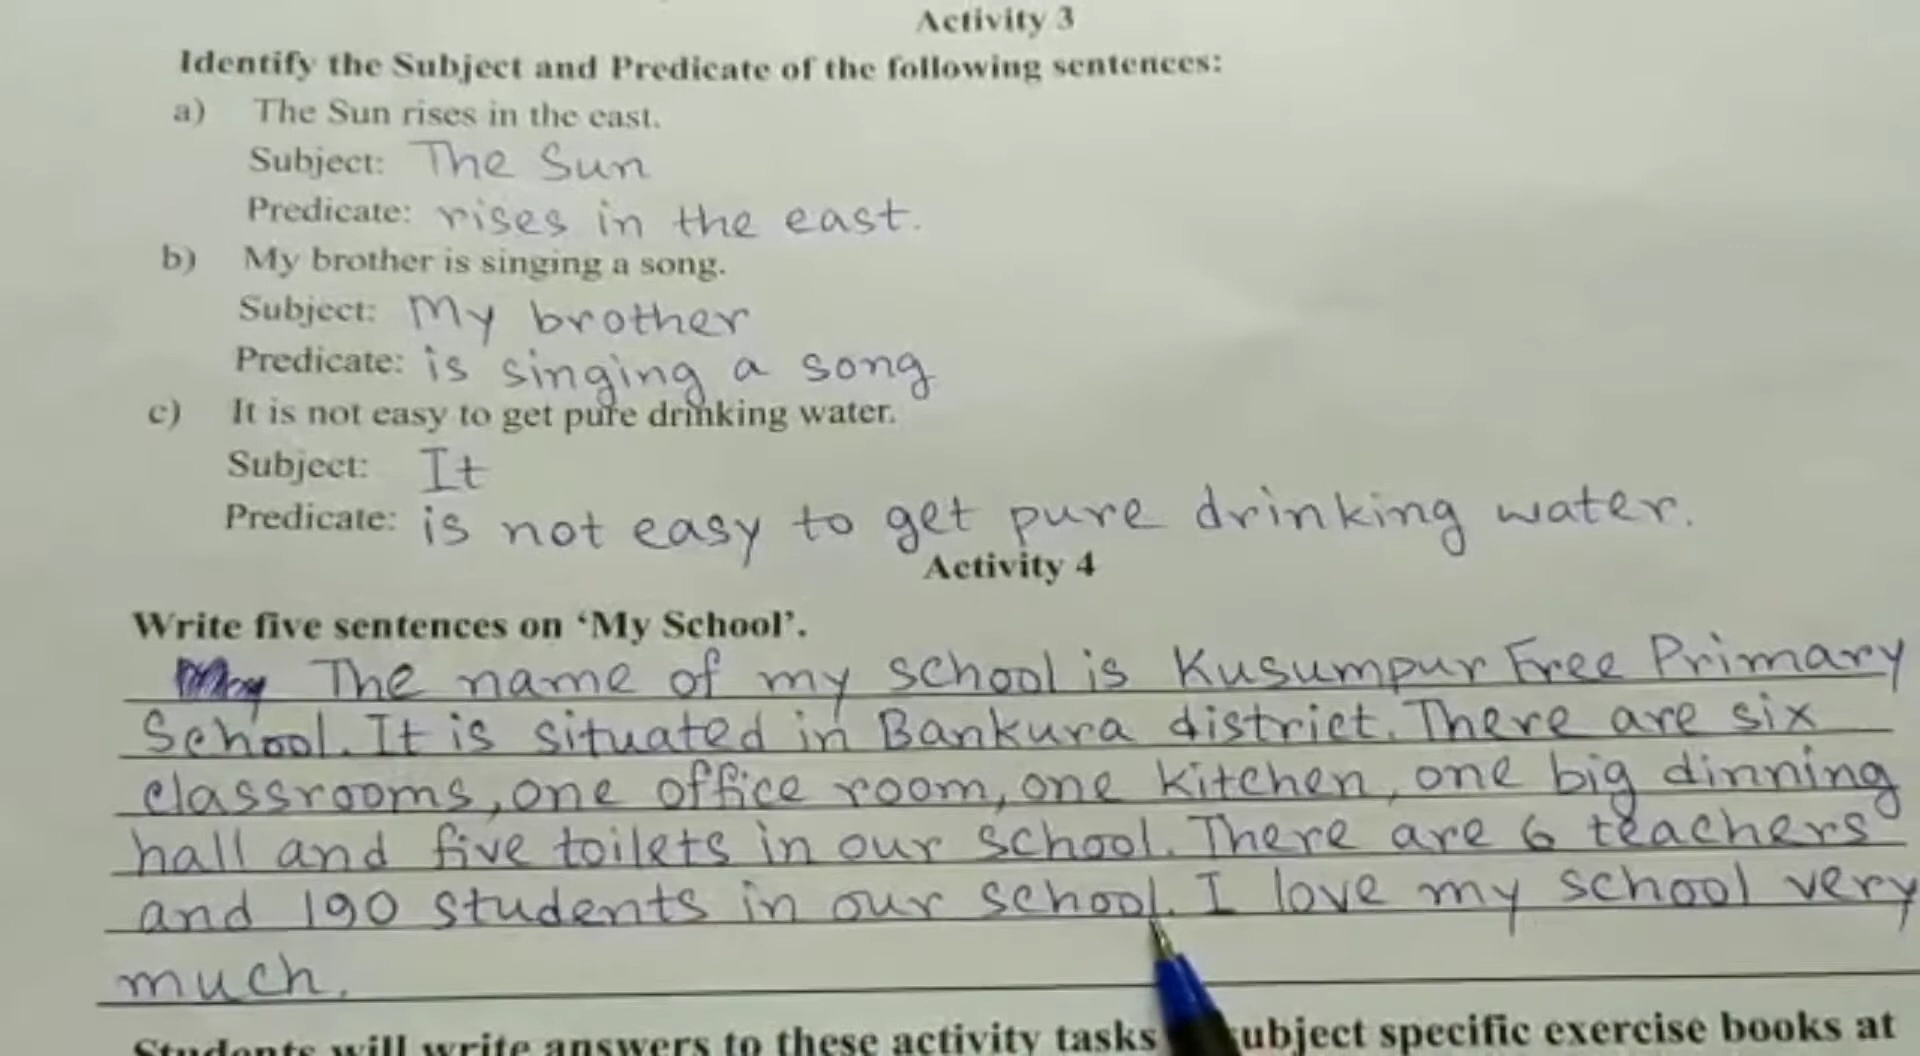 Activity 3
Identify the Subject and Predicate of the following sentences:
a) The Sun rises in the east.
Subject: The Sun
Predicate: rises in the east.
b) My brother is singing a song.
Subject: My brother
Predicate: is singing a song
c) It is not easy to get pure drinking water.
Subject: It
Predicate: is not easy to get pure drinking water.
Activity 4
Write five sentences on ‘My School’.
The name of my school is Kusumpur Free Primary
School. It is situated in Bankura district. There are six
classrooms, one office room, one kitchen, one big dinning
hall and five toilets in our school. There are 6 teachers
and 190 students in our school. I love my school very
much.
Students will write answers to these activity tasks subject specific exercise books at